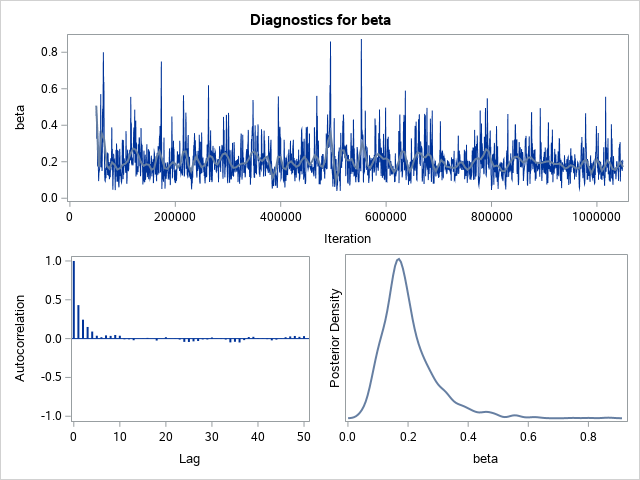 Diagnostics for beta
0.8
0.6
0.4
0.2
0.0
beta
0 200000 400000 600000 800000 1000000
Iteration
1.0
0.5
0.0
-0.5
-1.0
Autocorrelation
0 10 20 30 40 50
Lag
Posterior Density
0.0 0.2 0.4 0.6 0.8
beta